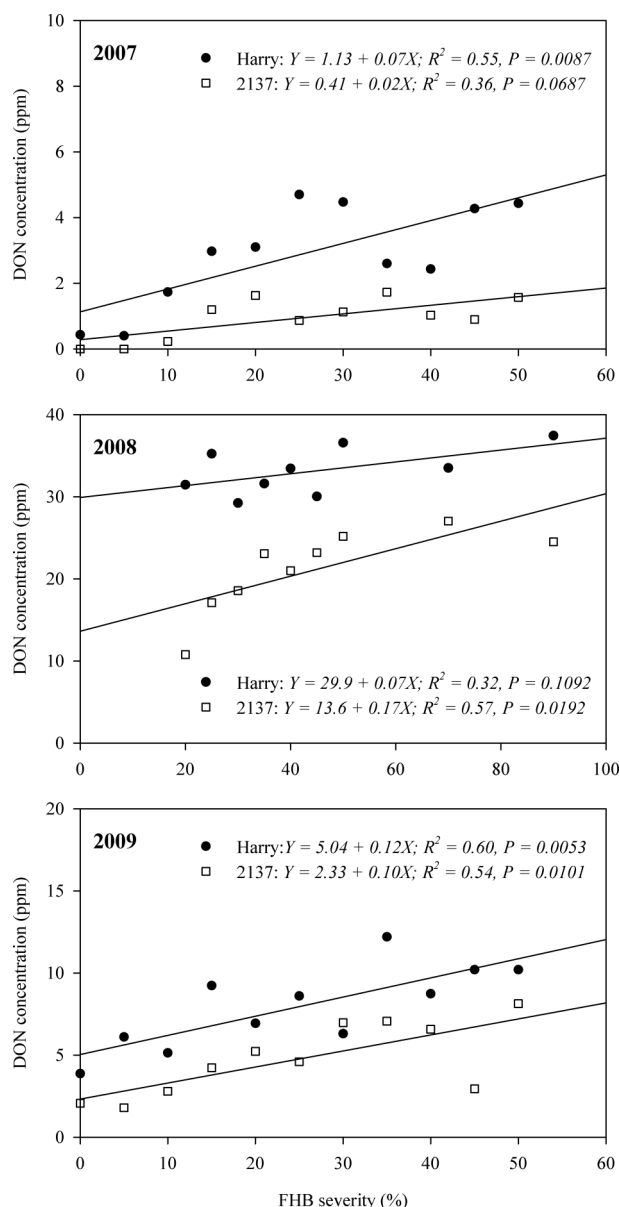 10
2007
● Harry: Y = 1.13 + 0.07X; R² = 0.55, P = 0.0087
□ 2137: Y = 0.41 + 0.02X; R² = 0.36, P = 0.0687
8
6
4
2
0
DON concentration (ppm)
0 10 20 30 40 50 60
40
2008
30
20
10
0
DON concentration (ppm)
● Harry: Y = 29.9 + 0.07X; R² = 0.32, P = 0.1092
□ 2137: Y = 13.6 + 0.17X; R² = 0.57, P = 0.0192
0 20 40 60 80 100
20
2009
● Harry:Y = 5.04 + 0.12X; R² = 0.60, P = 0.0053
□ 2137: Y = 2.33 + 0.10X; R² = 0.54, P = 0.0101
15
10
5
0
DON concentration (ppm)
0 10 20 30 40 50 60
FHB severity (%)